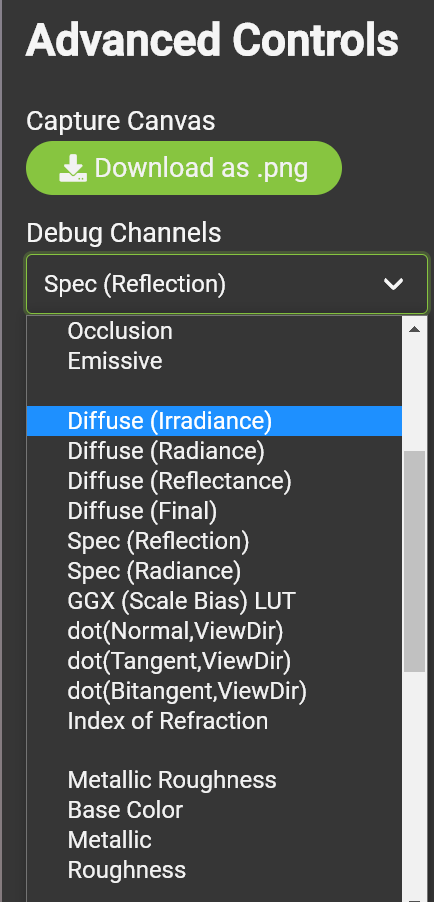 Advanced Controls
Capture Canvas
Download as .png
Debug Channels
Spec (Reflection)
Occlusion
Emissive
Diffuse (Irradiance)
Diffuse (Radiance)
Diffuse (Reflectance)
Diffuse (Final)
Spec (Reflection)
Spec (Radiance)
GGX (Scale Bias) LUT
dot(Normal,ViewDir)
dot(Tangent,ViewDir)
dot(Bitangent,ViewDir)
Index of Refraction
Metallic Roughness
Base Color
Metallic
Roughness